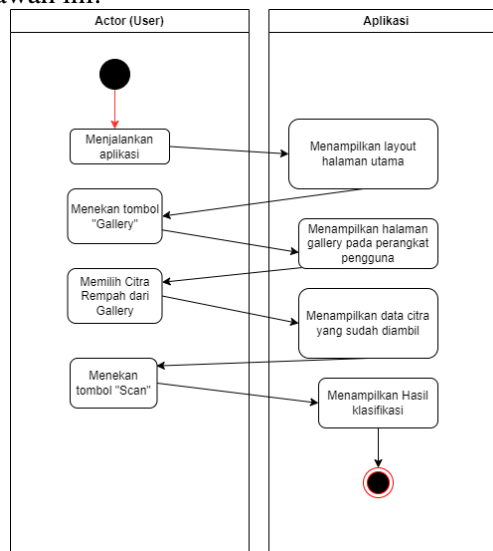 awah ini:
Actor (User)
Aplikasi
Menjalankan
aplikasi
Menampilkan layout
halaman utama
Menekan tombol
"Gallery"
Menampilkan halaman
gallery pada perangkat
pengguna
Memilih Citra
Rempah dari
Gallery
Menampilkan data citra
yang sudah diambil
Menekan
tombol "Scan"
Menampilkan Hasil
klasifikasi